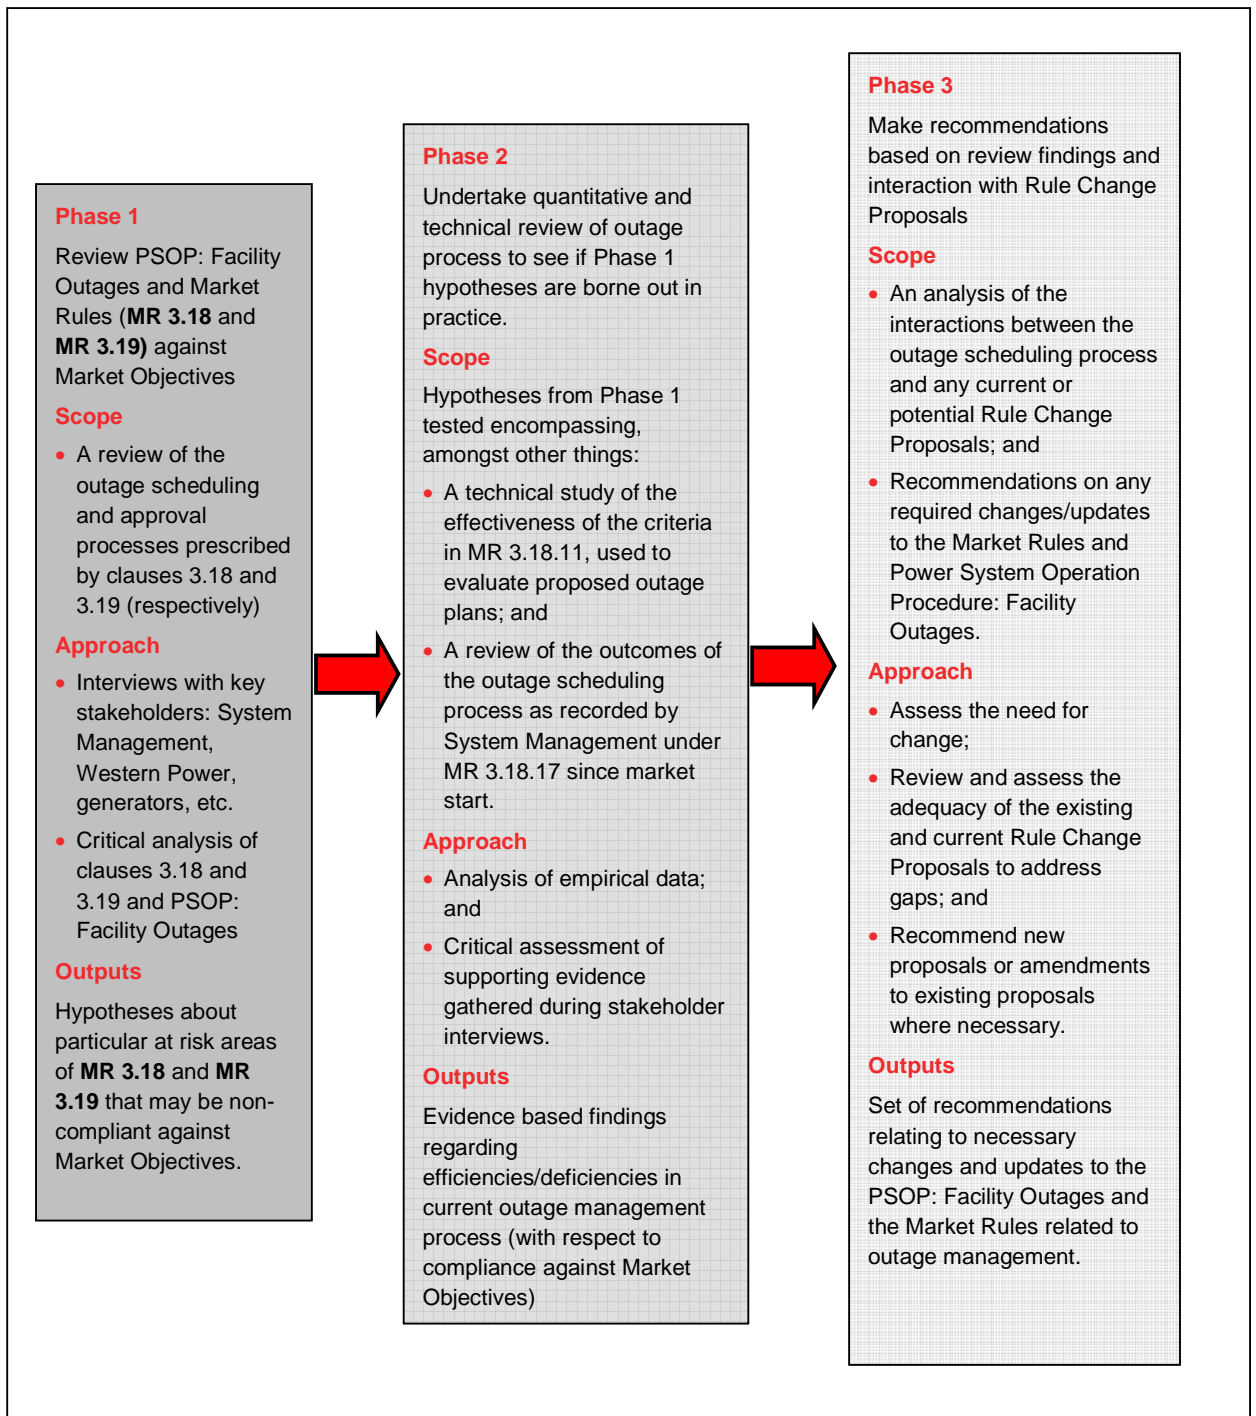 Phase 1
Review PSOP: Facility
Outages and Market
Rules (MR 3.18 and
MR 3.19) against
Market Objectives
Scope
• A review of the
outage scheduling
and approval
processes prescribed
by clauses 3.18 and
3.19 (respectively)
Approach
• Interviews with key
stakeholders: System
Management,
Western Power,
generators, etc.
• Critical analysis of
clauses 3.18 and
3.19 and PSOP:
Facility Outages
Outputs
Hypotheses about
particular at risk areas
of MR 3.18 and MR
3.19 that may be non-
compliant against
Market Objectives.
Phase 2
Undertake quantitative and
technical review of outage
process to see if Phase 1
hypotheses are borne out in
practice.
Scope
Hypotheses from Phase 1
tested encompassing,
amongst other things:
• A technical study of the
effectiveness of the criteria
in MR 3.18.11, used to
evaluate proposed outage
plans; and
• A review of the outcomes of
the outage scheduling
process as recorded by
System Management under
MR 3.18.17 since market
start.
Approach
• Analysis of empirical data;
and
• Critical assessment of
supporting evidence
gathered during stakeholder
interviews.
Outputs
Evidence based findings
regarding
efficiencies/deficiencies in
current outage management
process (with respect to
compliance against Market
Objectives)
Phase 3
Make recommendations
based on review findings and
interaction with Rule Change
Proposals
Scope
• An analysis of the
interactions between the
outage scheduling process
and any current or
potential Rule Change
Proposals; and
• Recommendations on any
required changes/updates
to the Market Rules and
Power System Operation
Procedure: Facility
Outages.
Approach
• Assess the need for
change;
• Review and assess the
adequacy of the existing
and current Rule Change
Proposals to address
gaps; and
• Recommend new
proposals or amendments
to existing proposals
where necessary.
Outputs
Set of recommendations
relating to necessary
changes and updates to the
PSOP: Facility Outages and
the Market Rules related to
outage management.